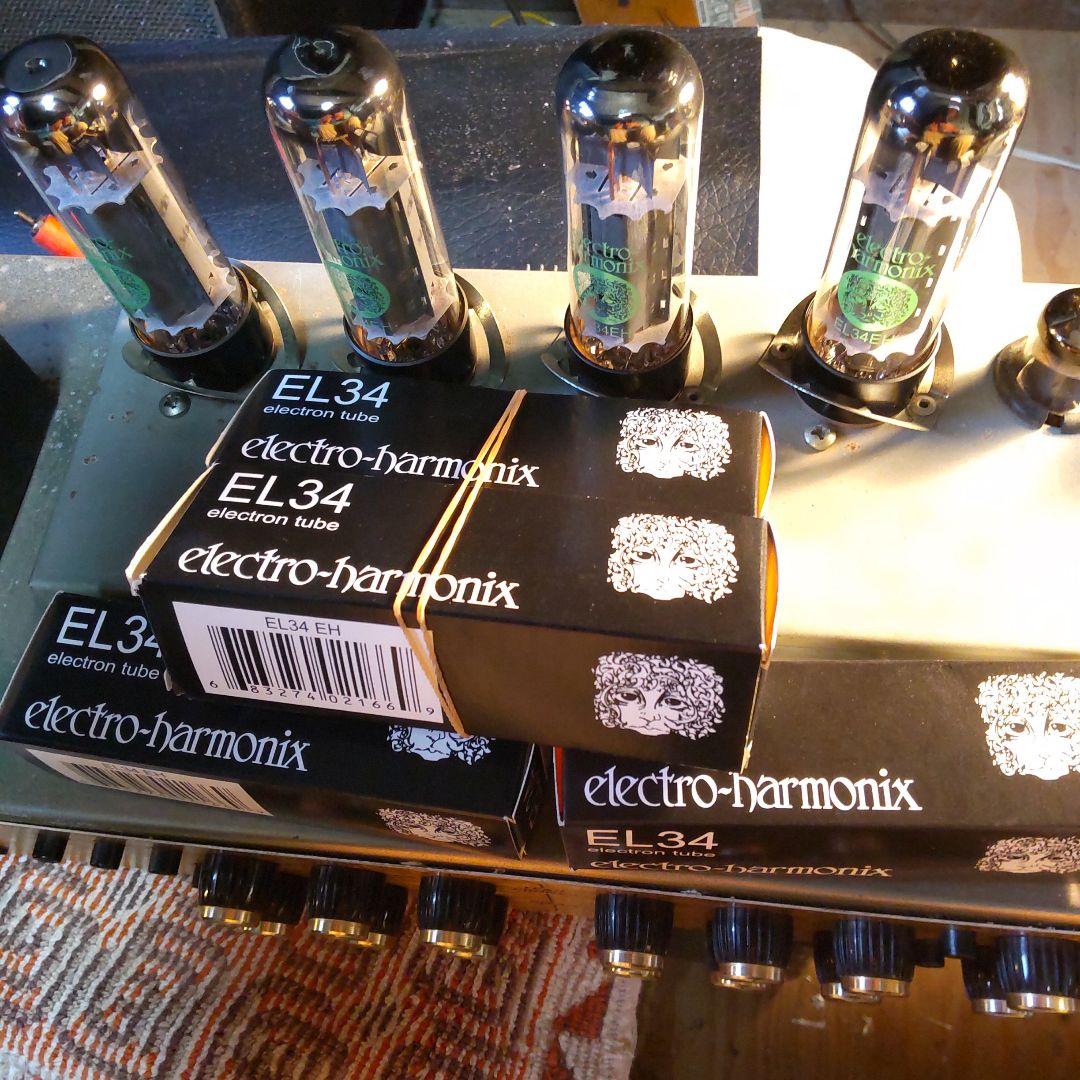 electro-
harmonix
electro-
harmonix
34EH
electro-
harmonix
EL34EH
EL34
electron tube
electro-harmonix
EL34
electron tube
electro-harmonix
EL34 EH
6 83274 02166 9
EL34
electron tube
electro-harmonix
electro-harmonix
EL34
electron tube
electro-harmonix